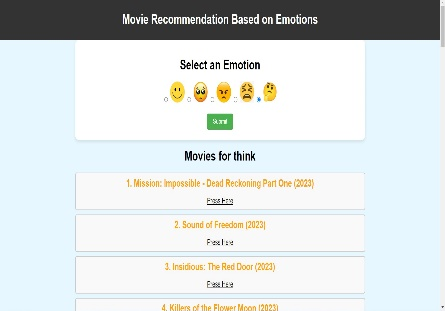 Movie Recommendation Based on Emotions
Select an Emotion
Submit
Movies for think
1. Mission: Impossible - Dead Reckoning Part One (2023)
Press Here
2. Sound of Freedom (2023)
Press Here
3. Insidious: The Red Door (2023)
Press Here
4. Killers of the Flower Moon (2023)